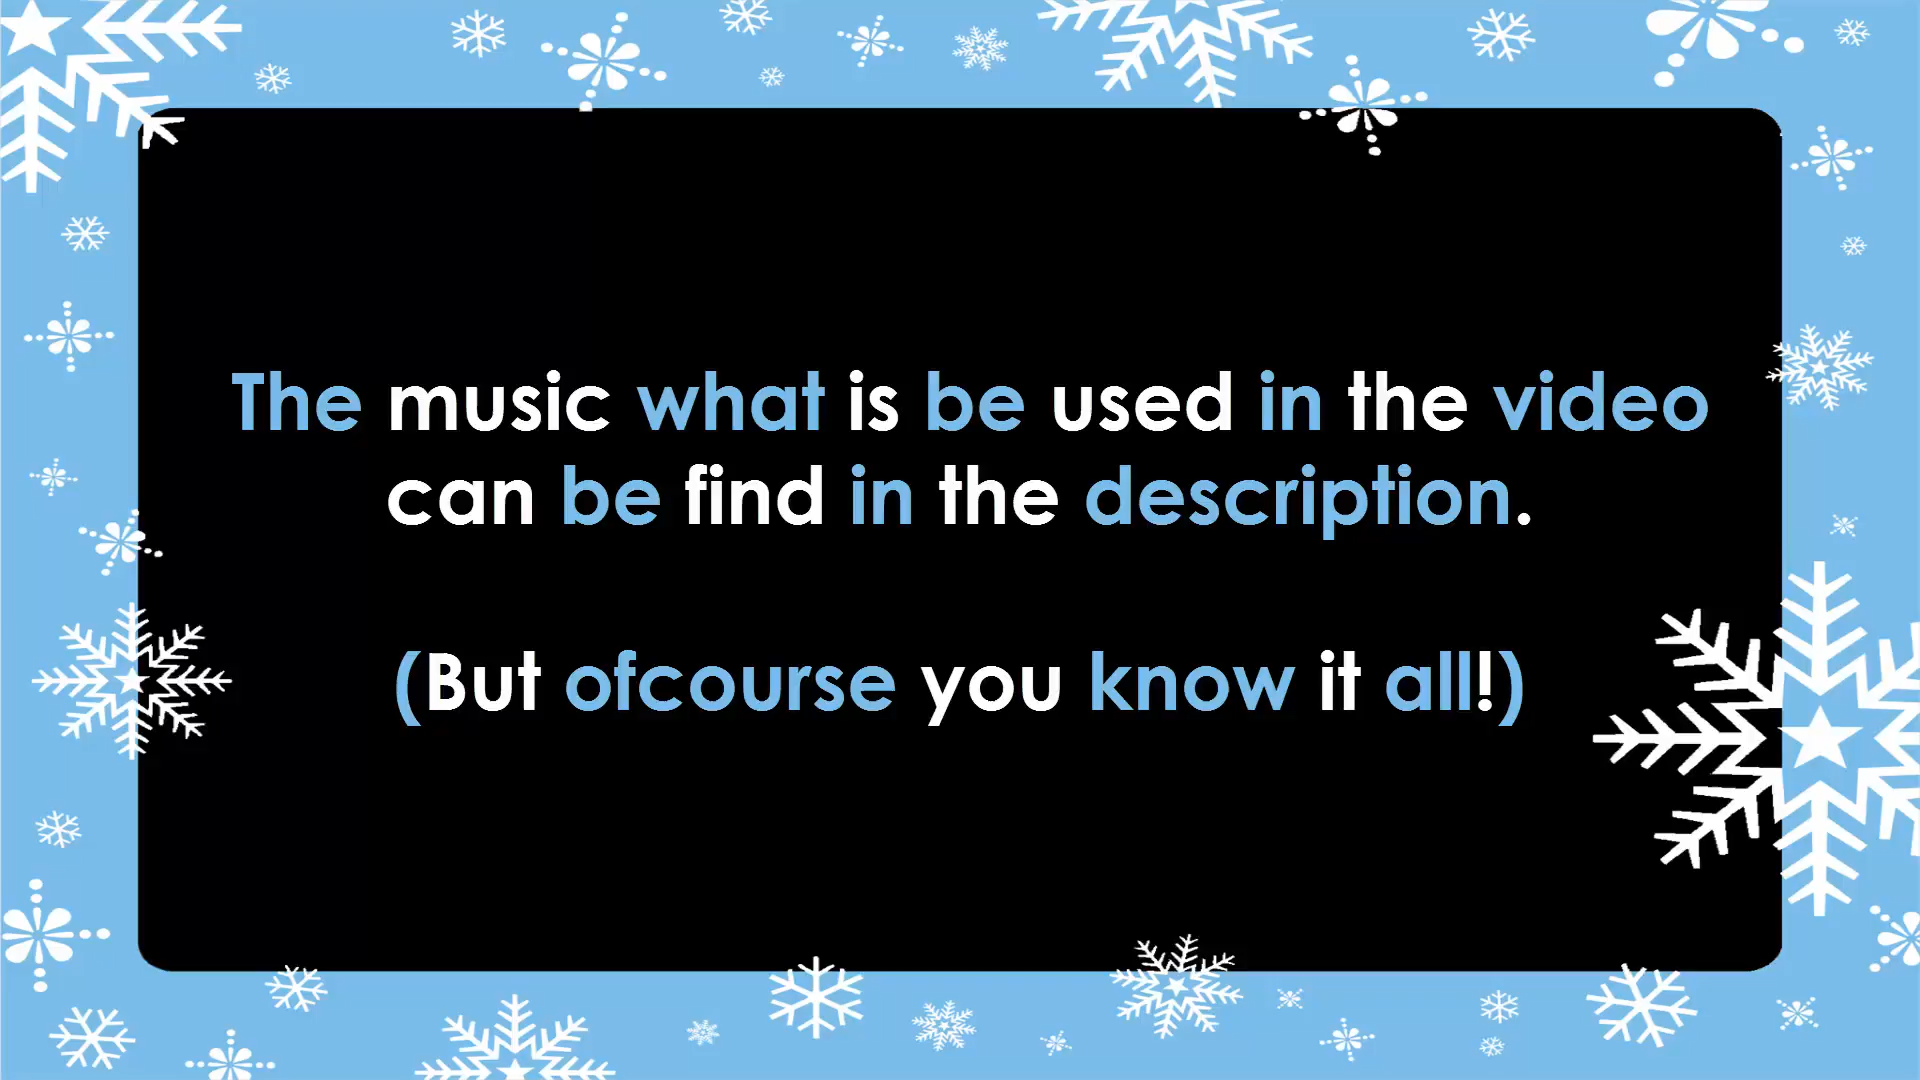 The music what is be used in the video
can be find in the description.
(But ofcourse you know it all!)